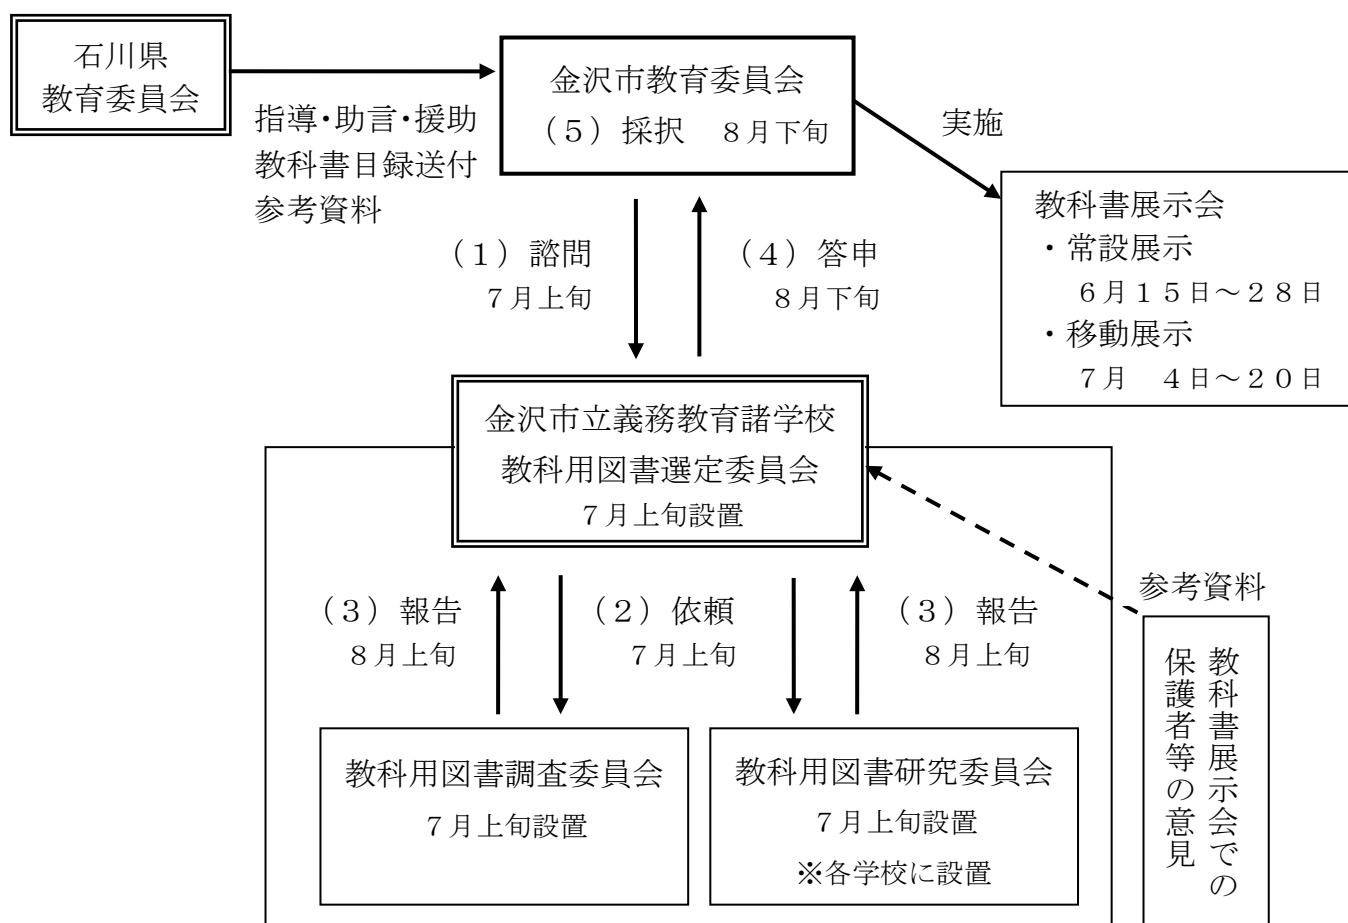 石川県
教育委員会
指導・助言・援助
教科書目録送付
参考資料
金沢市教育委員会
（５）採択　８月下旬
実施
教科書展示会
・常設展示
６月１５日～２８日
・移動展示
７月　４日～２０日
（１）諮問
７月上旬
（４）答申
８月下旬
金沢市立義務教育諸学校
教科用図書選定委員会
７月上旬設置
（３）報告
８月上旬
（２）依頼
７月上旬
（３）報告
８月上旬
参考資料
教科書展示会での
保護者等の意見
教科用図書調査委員会
７月上旬設置
教科用図書研究委員会
７月上旬設置
※各学校に設置